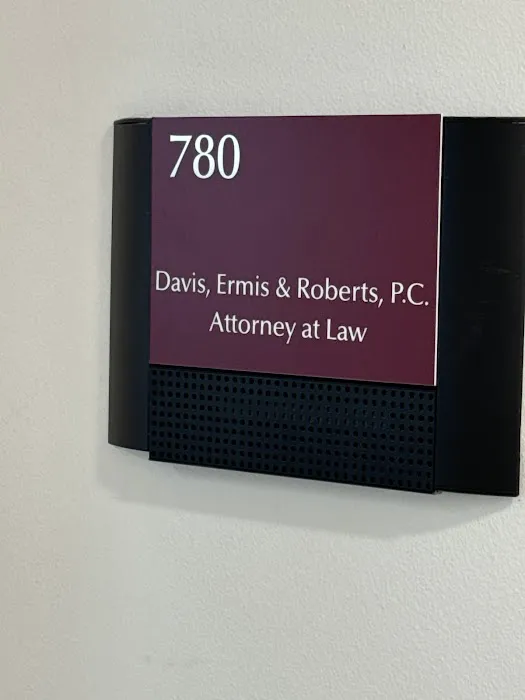 780
Davis, Ermis & Roberts, P.C.
Attorney at Law